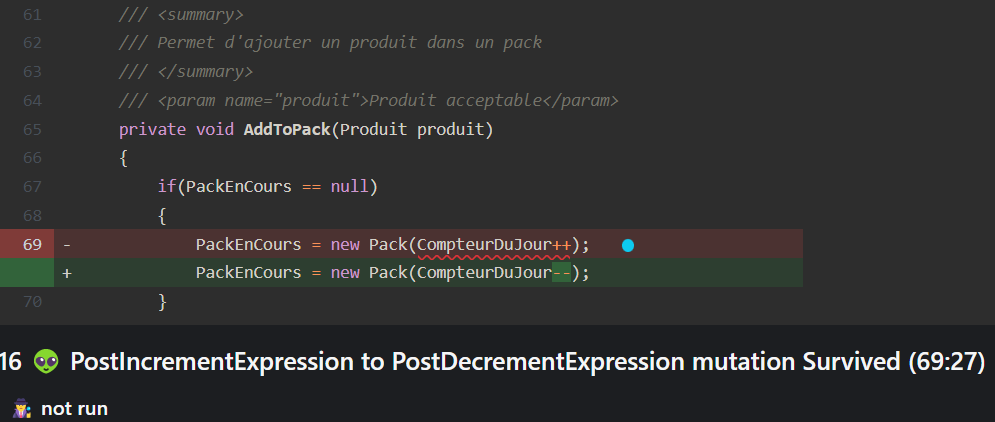 61 /// <summary>
62 /// Permet d'ajouter un produit dans un pack
63 /// </summary>
64 /// <param name="produit">Produit acceptable</param>
65 private void AddToPack(Produit produit)
66 {
67 if(PackEnCours == null)
68 {
69 - PackEnCours = new Pack(CompteurDuJour++);
+ PackEnCours = new Pack(CompteurDuJour--);
70 }
16 👽 PostIncrementExpression to PostDecrementExpression mutation Survived (69:27)
🕵️‍♀️ not run